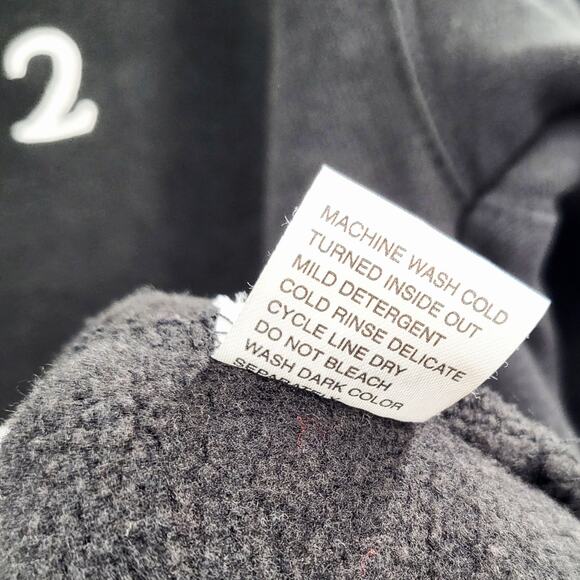 2
MACHINE WASH COLD
TURNED INSIDE OUT
MILD DETERGENT
COLD RINSE DELICATE
CYCLE LINE DRY
DO NOT BLEACH
WASH DARK COLOR
SEPARATELY